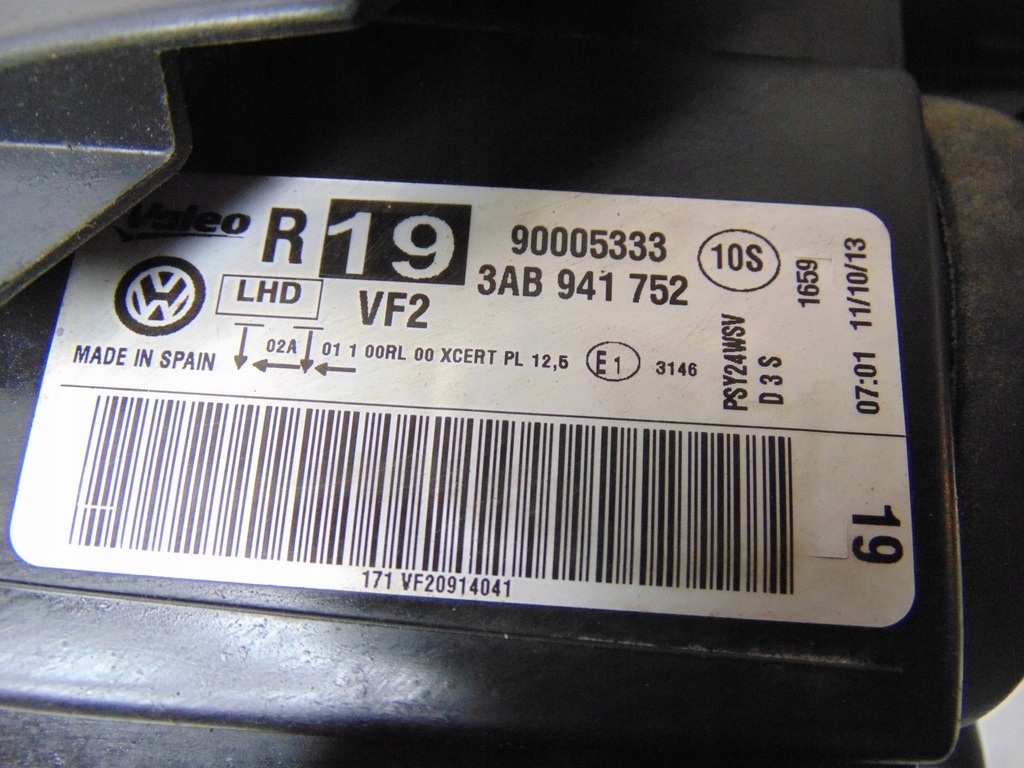 Valeo R 19 90005333 10S
3AB 941 752
LHD VF2
MADE IN SPAIN 02A 01 1 00RL 00 XCERT PL 12,5 E1 3146
PSY24WSV
D3S
1659
07:01 11/10/13
171 VF20914041
19